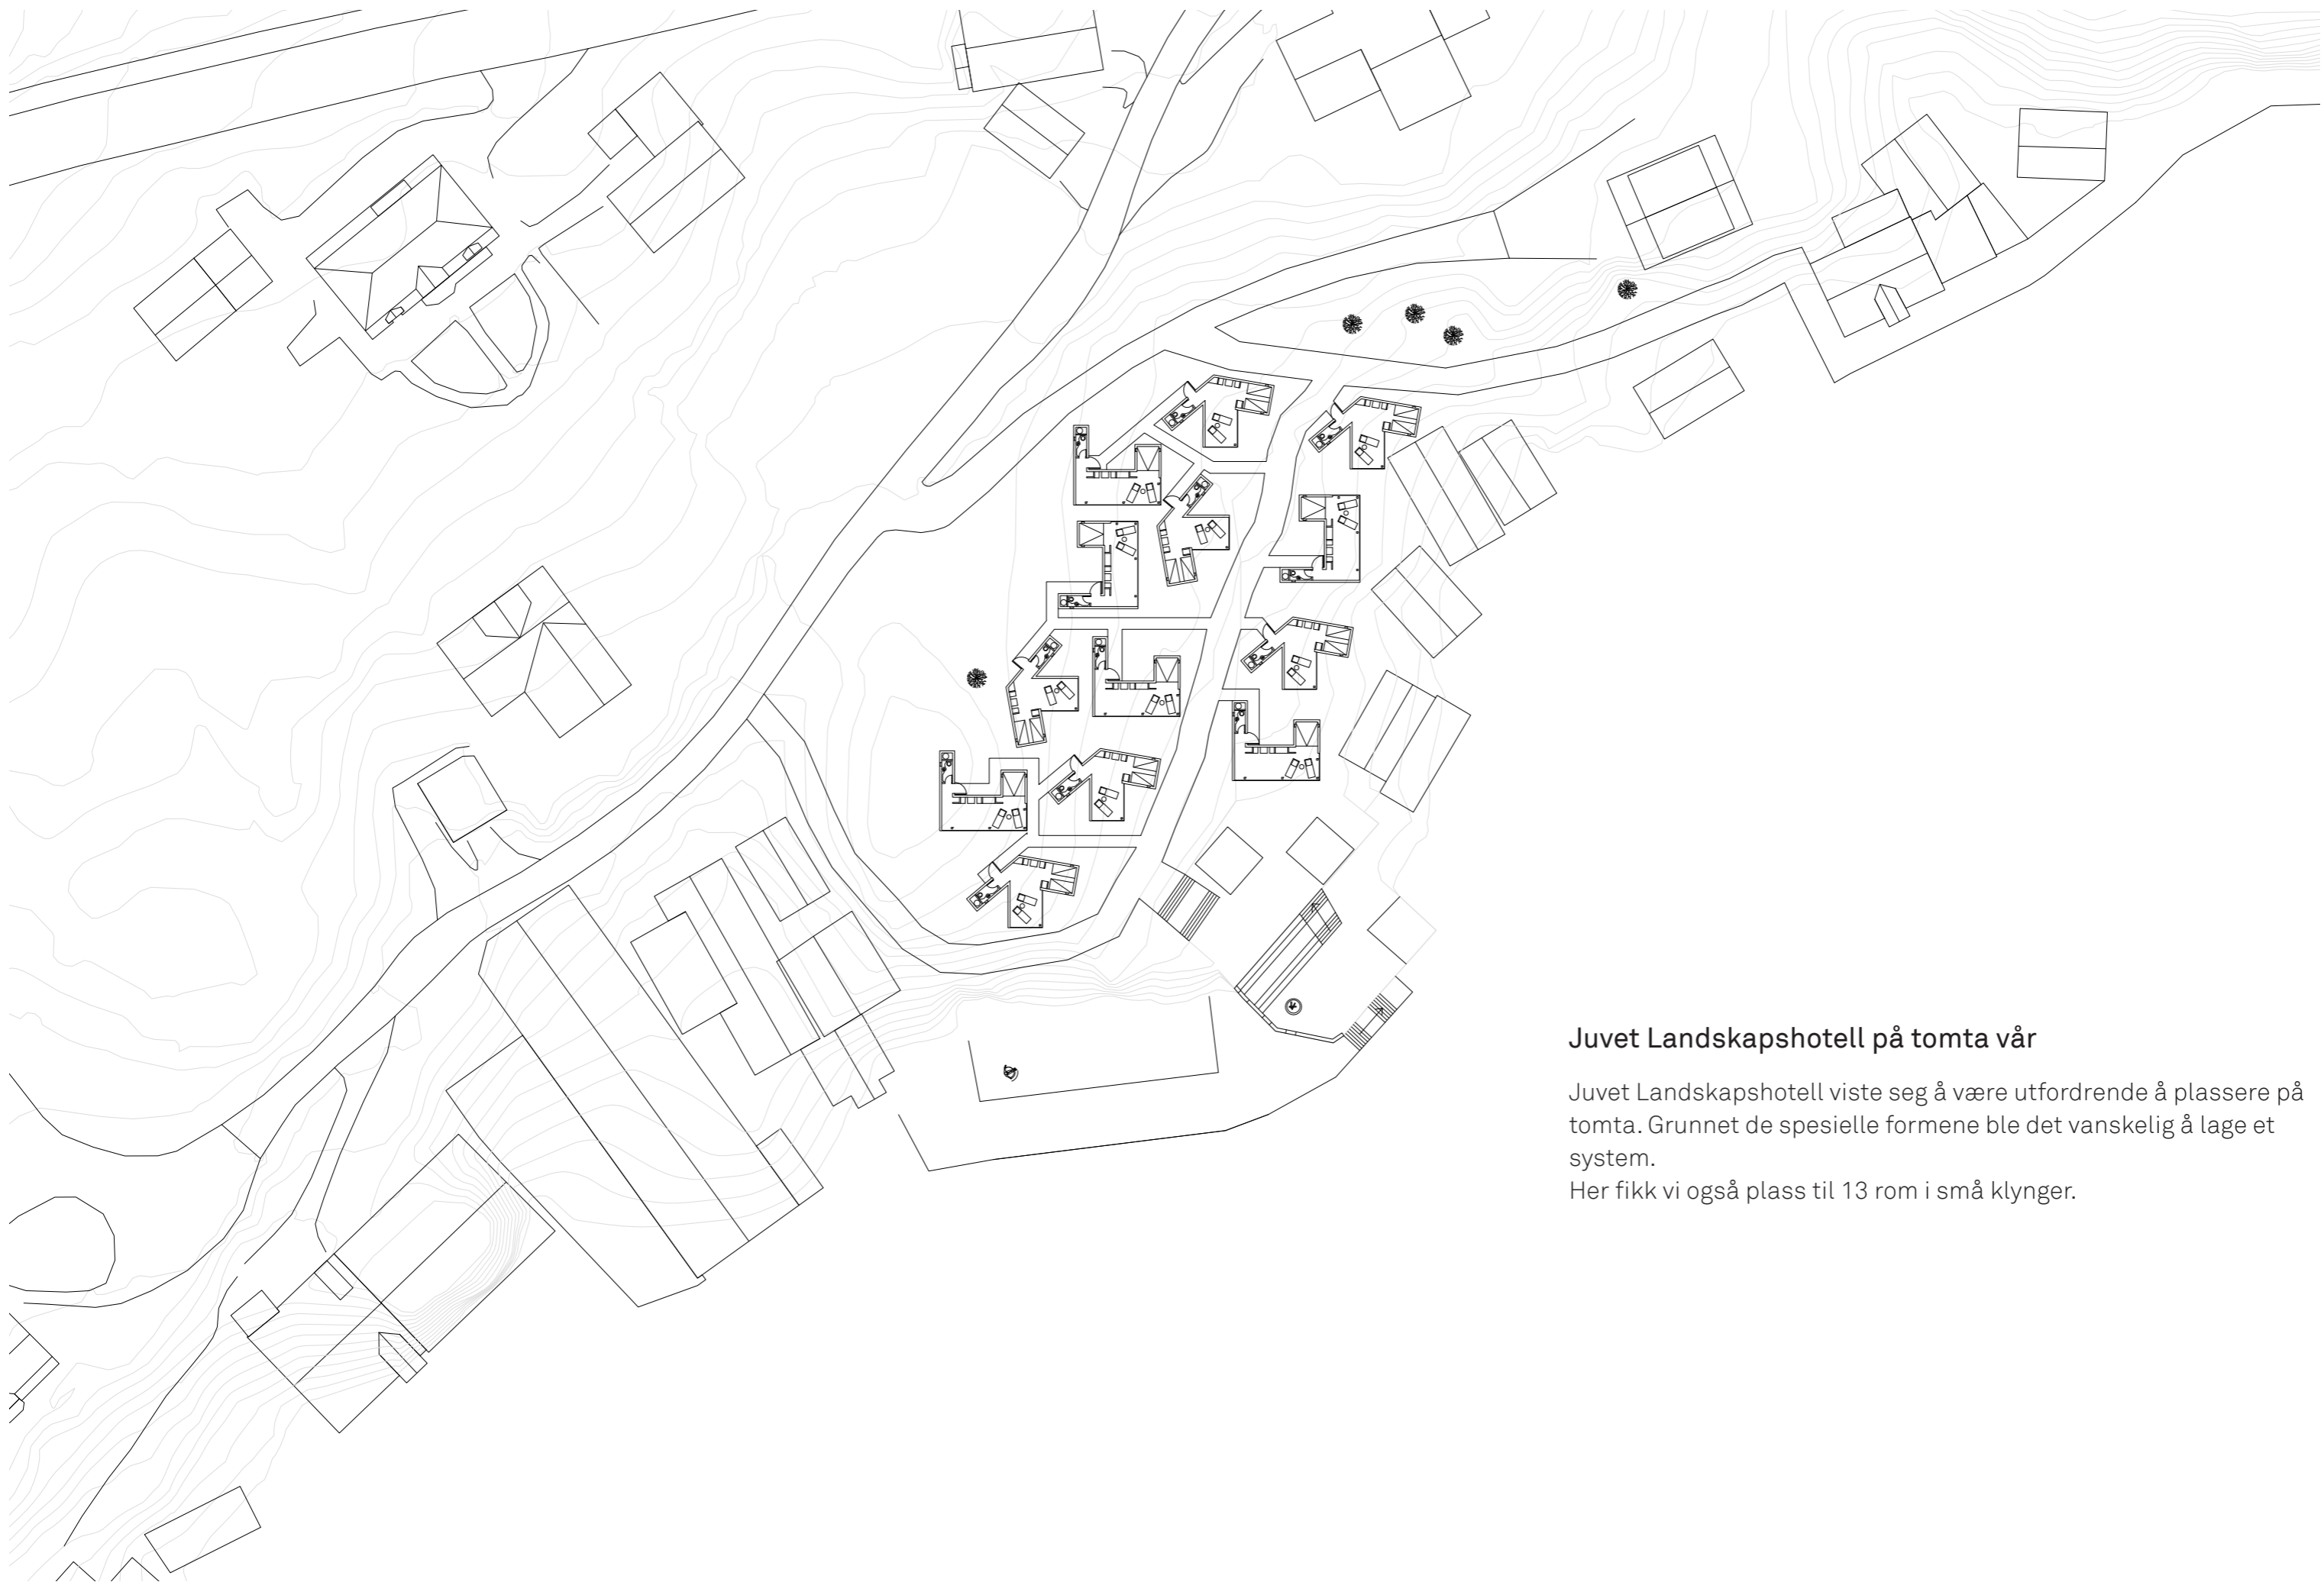 Juvet Landskapshotell på tomta vår
Juvet Landskapshotell viste seg å være utfordrende å plassere på
tomta. Grunnet de spesielle formene ble det vanskelig å lage et
system.
Her fikk vi også plass til 13 rom i små klynger.